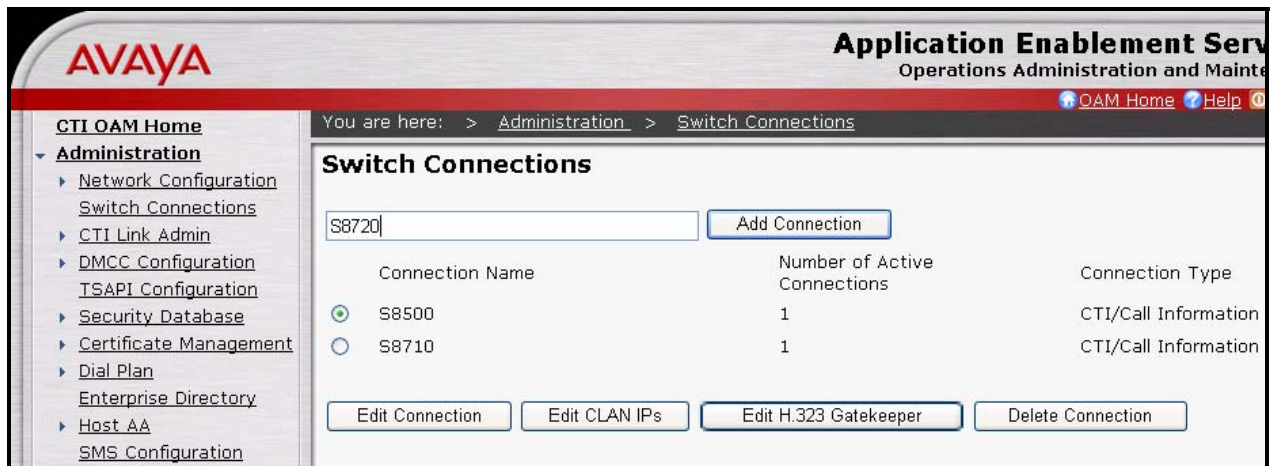 AVAYA
Application Enablement Serv
Operations Administration and Mainte
OAM Home Help
CTI OAM Home
You are here: > Administration > Switch Connections
Administration
Network Configuration
Switch Connections
CTI Link Admin
DMCC Configuration
TSAPI Configuration
Security Database
Certificate Management
Dial Plan
Enterprise Directory
Host AA
SMS Configuration
Switch Connections
S8720
Add Connection
Connection Name
Number of Active
Connections
Connection Type
S8500 1 CTI/Call Information
S8710 1 CTI/Call Information
Edit Connection Edit CLAN IPs Edit H.323 Gatekeeper Delete Connection